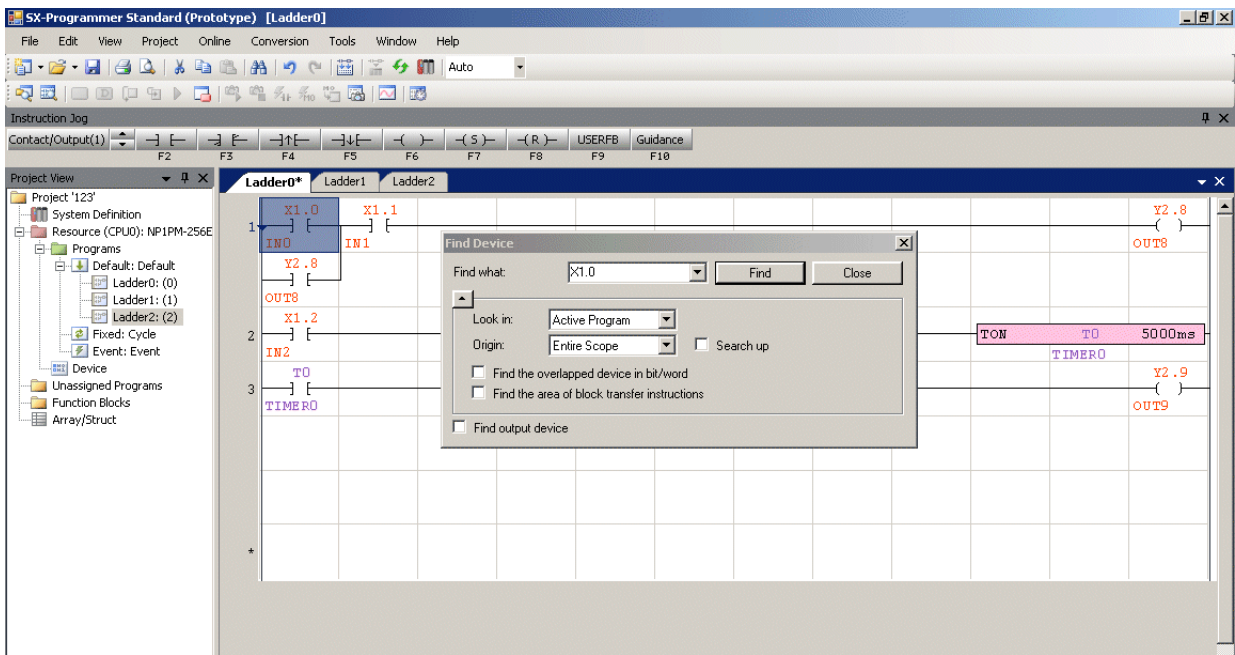 SX-Programmer Standard (Prototype) [Ladder0]
File Edit View Project Online Conversion Tools Window Help
Auto
Instruction Jog
Contact/Output(1) ( ) ( S ) ( R ) USERFB Guidance
F2 F3 F4 F5 F6 F7 F8 F9 F10
Project View
Project '123'
System Definition
Resource (CPU0): NP1PM-256E
Programs
Default: Default
Ladder0: (0)
Ladder1: (1)
Ladder2: (2)
Fixed: Cycle
Event: Event
Device
Unassigned Programs
Function Blocks
Array/Struct
Ladder0* Ladder1 Ladder2
X1.0 X1.1 Y2.8
1
IN0 IN1 OUT8
Y2.8
OUT8
X1.2
2 TON T0 5000ms
IN2 TIMER0
T0 Y2.9
3
TIMER0 OUT9
*
Find Device
Find what: X1.0 Find Close
Look in: Active Program
Origin: Entire Scope Search up
Find the overlapped device in bit/word
Find the area of block transfer instructions
Find output device